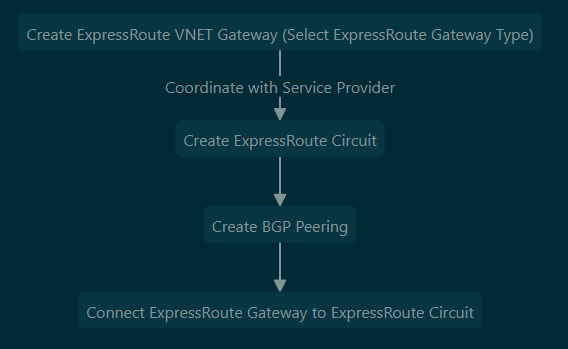 Create ExpressRoute VNET Gateway (Select ExpressRoute Gateway Type)
Coordinate with Service Provider
Create ExpressRoute Circuit
Create BGP Peering
Connect ExpressRoute Gateway to ExpressRoute Circuit